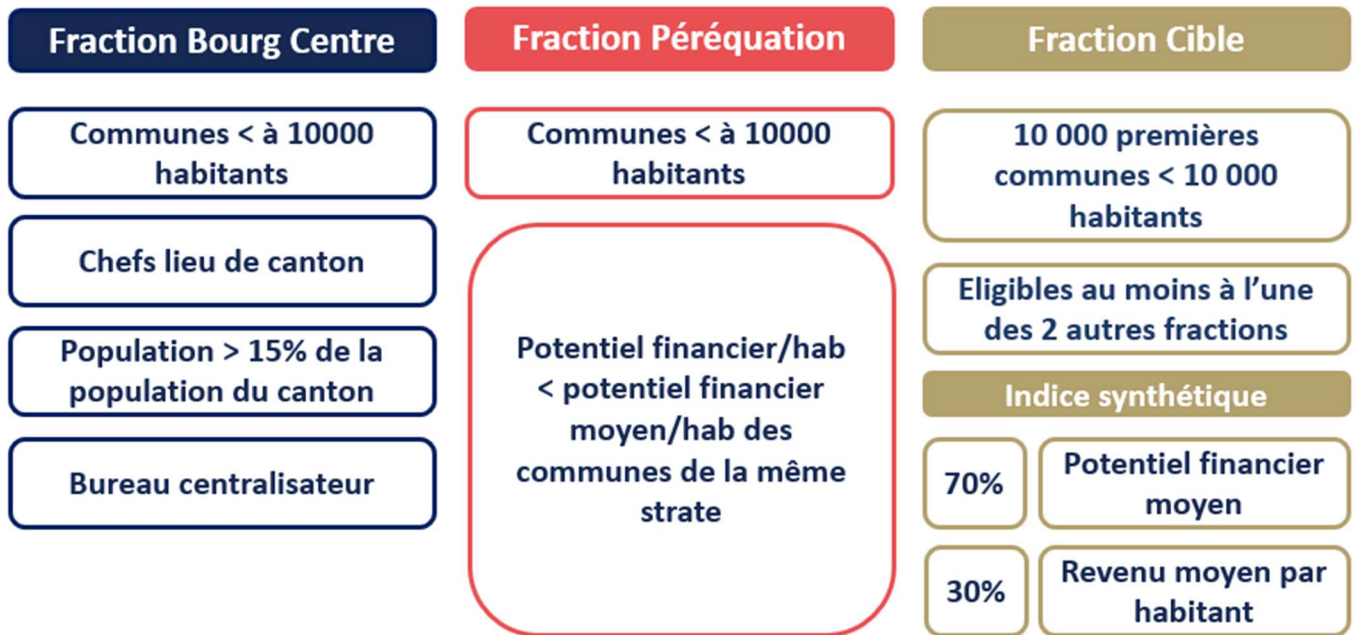 Fraction Bourg Centre
Communes < à 10000
habitants
Chefs lieu de canton
Population > 15% de la
population du canton
Bureau centralisateur
Fraction Péréquation
Communes < à 10000
habitants
Potentiel financier/hab
< potentiel financier
moyen/hab des
communes de la même
strate
Fraction Cible
10 000 premières
communes < 10 000
habitants
Eligibles au moins à l’une
des 2 autres fractions
Indice synthétique
70%
Potentiel financier
moyen
30%
Revenu moyen par
habitant